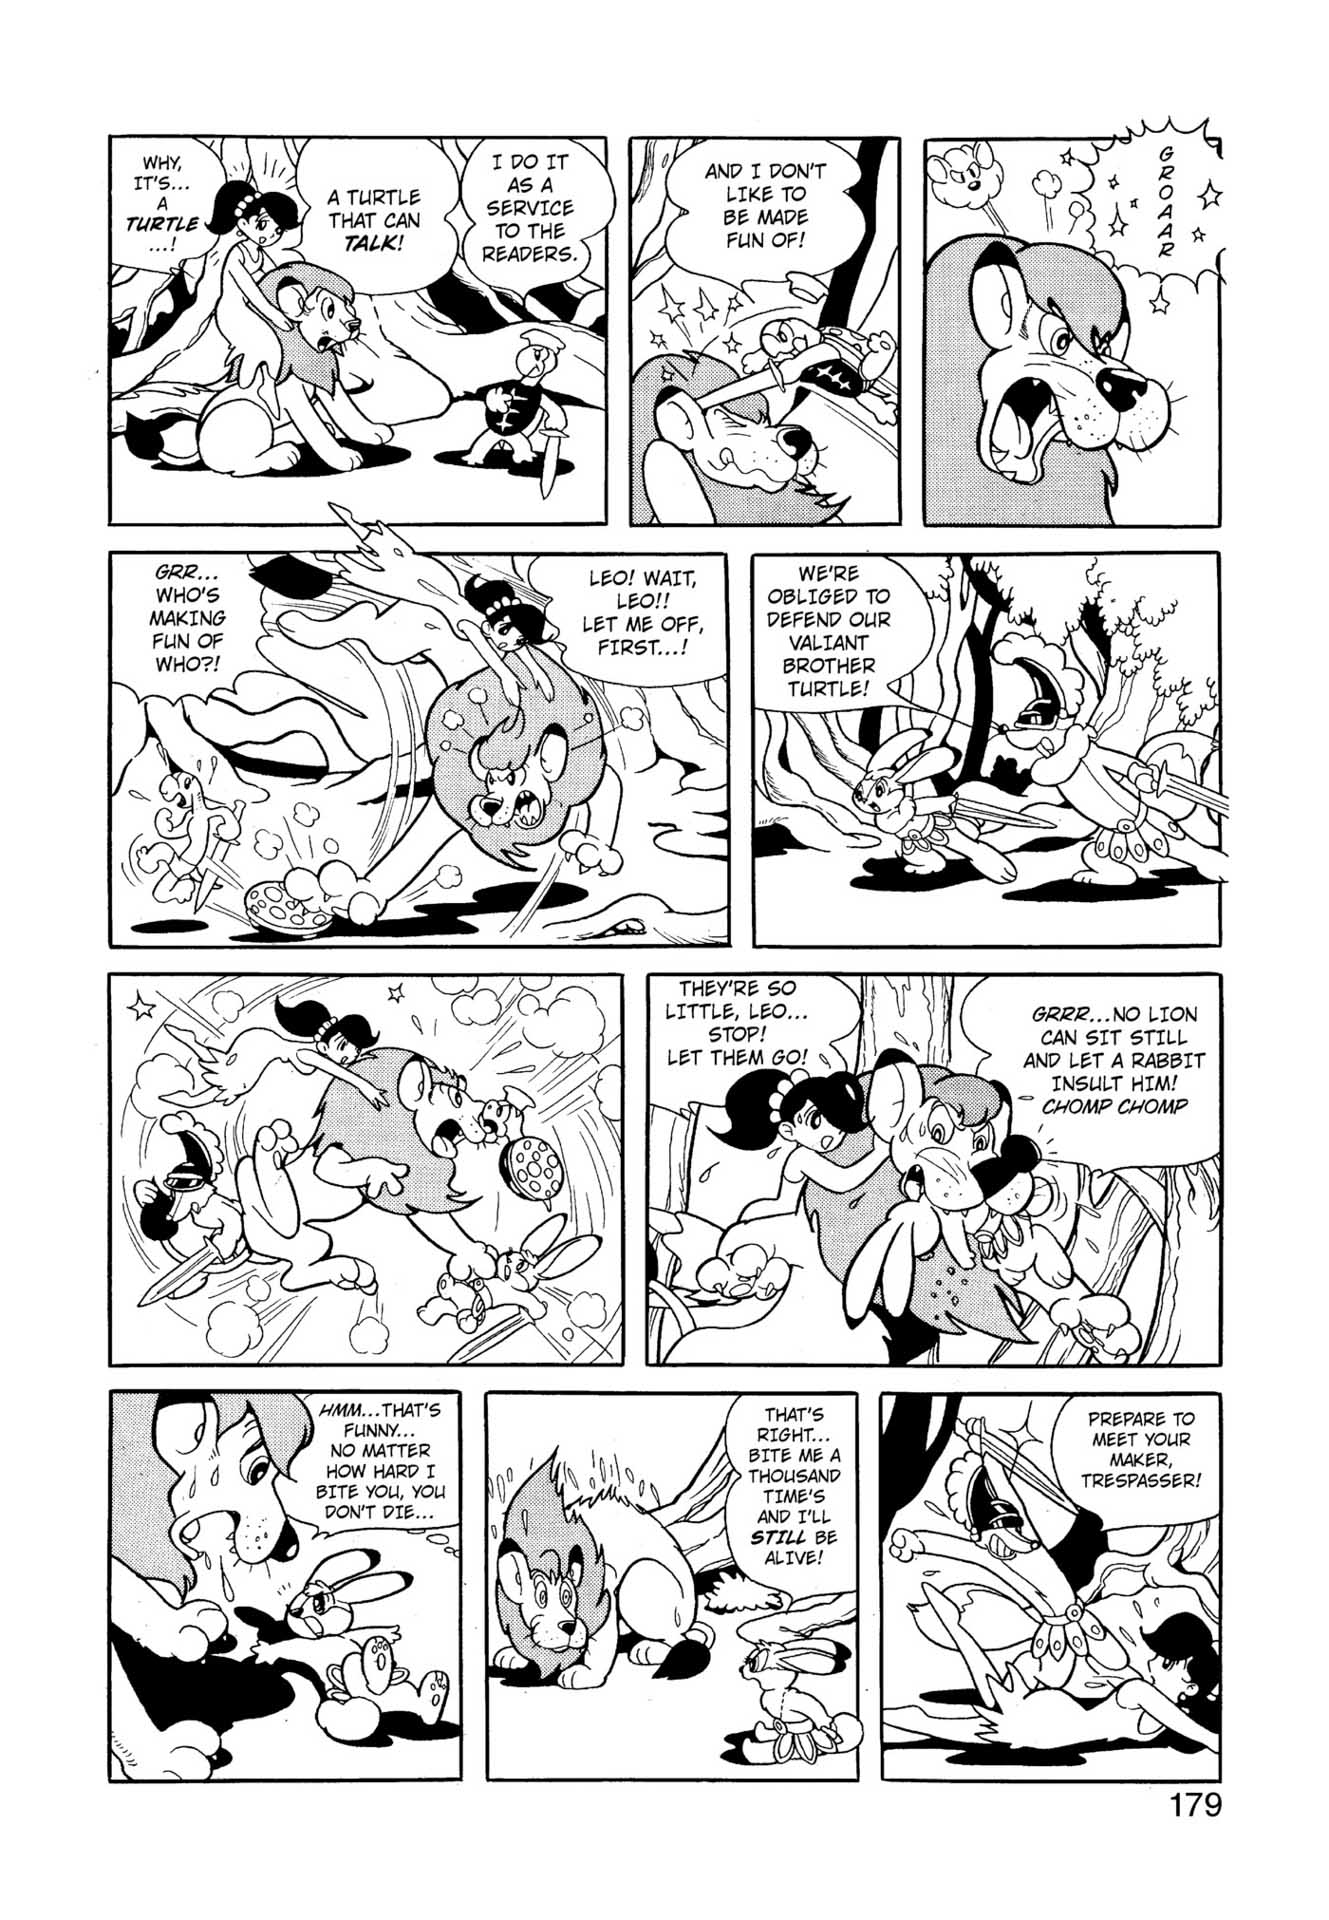 WHY,
IT'S...
A
TURTLE
...!
A TURTLE
THAT CAN
TALK!
I DO IT
AS A
SERVICE
TO THE
READERS.
AND I DON'T
LIKE TO
BE MADE
FUN OF!
GROAAR
GRR...
WHO'S
MAKING
FUN OF
WHO?!
LEO! WAIT,
LEO!!
LET ME OFF,
FIRST...!
WE'RE
OBLIGED TO
DEFEND OUR
VALIANT
BROTHER
TURTLE!
THEY'RE SO
LITTLE, LEO...
STOP!
LET THEM GO!
GRRR...NO LION
CAN SIT STILL
AND LET A RABBIT
INSULT HIM!
CHOMP CHOMP
HMM...THAT'S
FUNNY...
NO MATTER
HOW HARD I
BITE YOU, YOU
DON'T DIE...
THAT'S
RIGHT...
BITE ME A
THOUSAND
TIME'S
AND I'LL
STILL BE
ALIVE!
PREPARE TO
MEET YOUR
MAKER,
TRESPASSER!
179